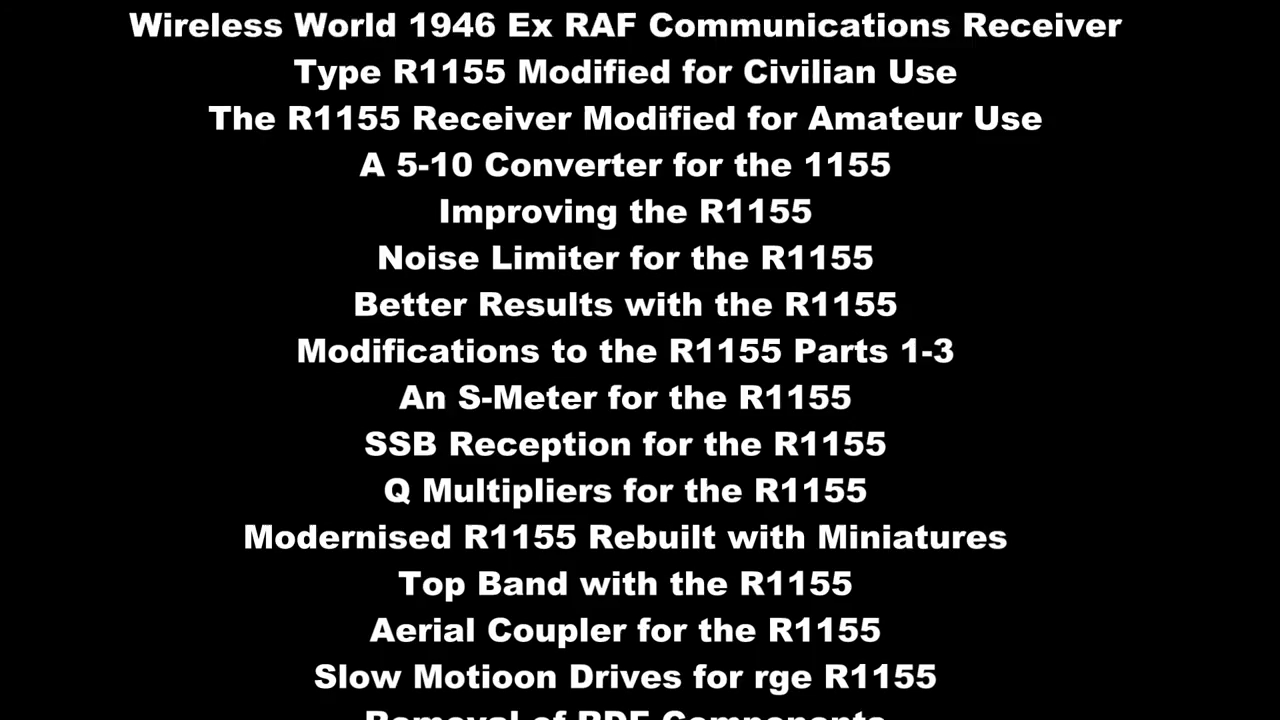 Wireless World 1946 Ex RAF Communications Receiver
Type R1155 Modified for Civilian Use
The R1155 Receiver Modified for Amateur Use
A 5-10 Converter for the 1155
Improving the R1155
Noise Limiter for the R1155
Better Results with the R1155
Modifications to the R1155 Parts 1-3
An S-Meter for the R1155
SSB Reception for the R1155
Q Multipliers for the R1155
Modernised R1155 Rebuilt with Miniatures
Top Band with the R1155
Aerial Coupler for the R1155
Slow Motioon Drives for rge R1155
Removal of RDF Components